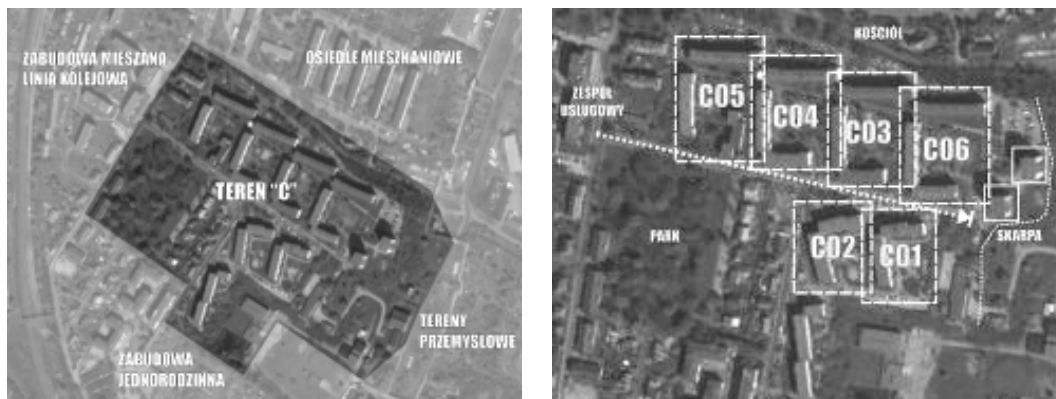 ZABUDOWA MIESZANA
LINIA KOLEJOWA
OSIEDLE MIESZKANIOWE
TEREN "C"
TERENY
PRZEMYSŁOWE
ZABUDOWA
JEDNORODZINNA
KOŚCIÓŁ
ZESPÓŁ
USŁUGOWY
C05
C04
C03
C06
PARK
C02
C01
SKARPA